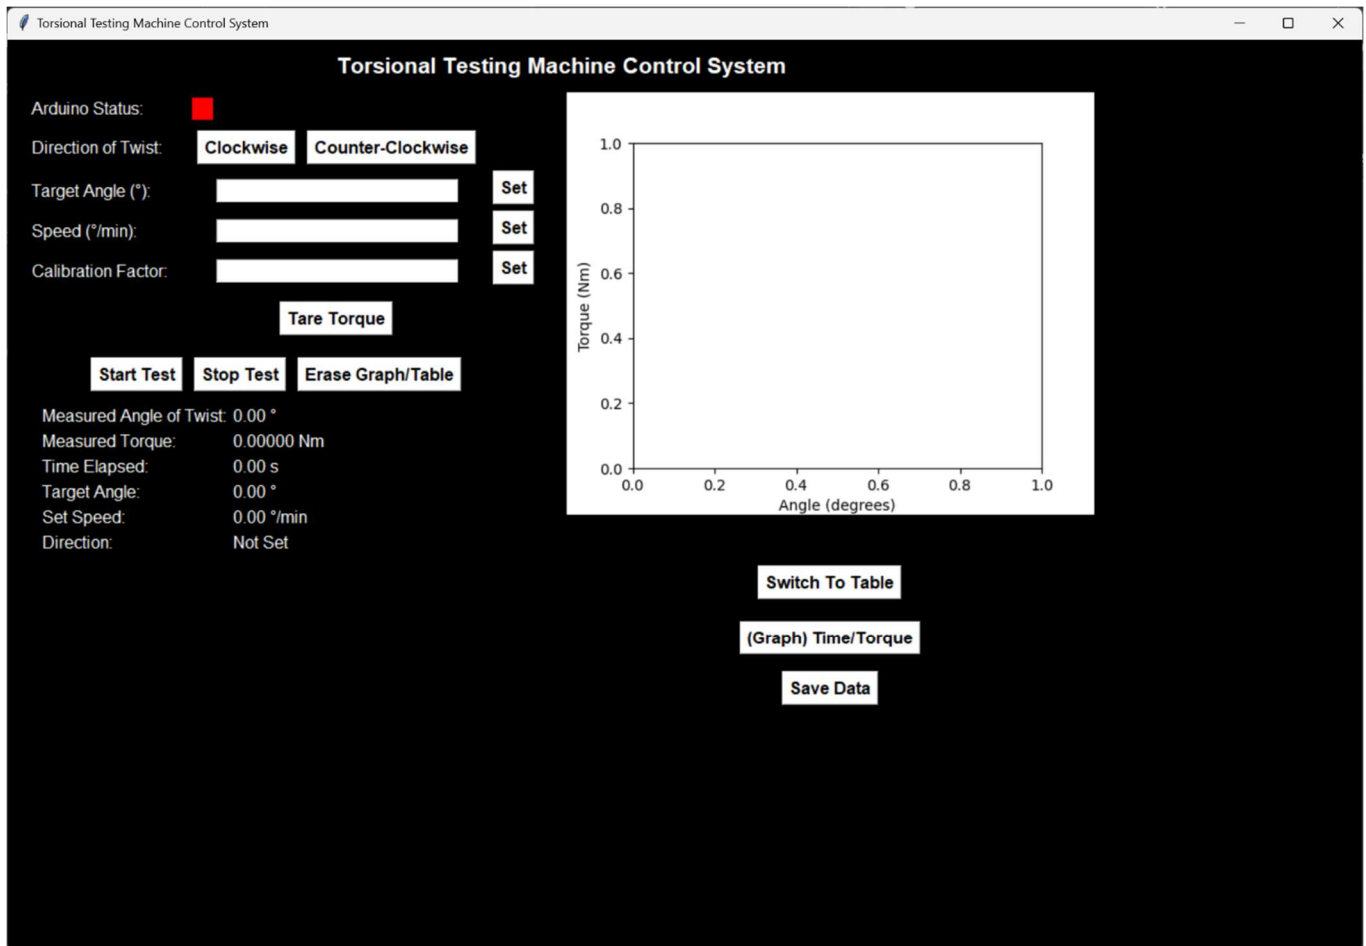 Torsional Testing Machine Control System
Torsional Testing Machine Control System
Arduino Status:
Direction of Twist: Clockwise Counter-Clockwise
Target Angle (°): Set
Speed (°/min): Set
Calibration Factor: Set
Tare Torque
Start Test Stop Test Erase Graph/Table
Measured Angle of Twist: 0.00 °
Measured Torque: 0.00000 Nm
Time Elapsed: 0.00 s
Target Angle: 0.00 °
Set Speed: 0.00 °/min
Direction: Not Set
1.0
0.8
0.6
0.4
0.2
0.0
Torque (Nm)
0.0 0.2 0.4 0.6 0.8 1.0
Angle (degrees)
Switch To Table
(Graph) Time/Torque
Save Data